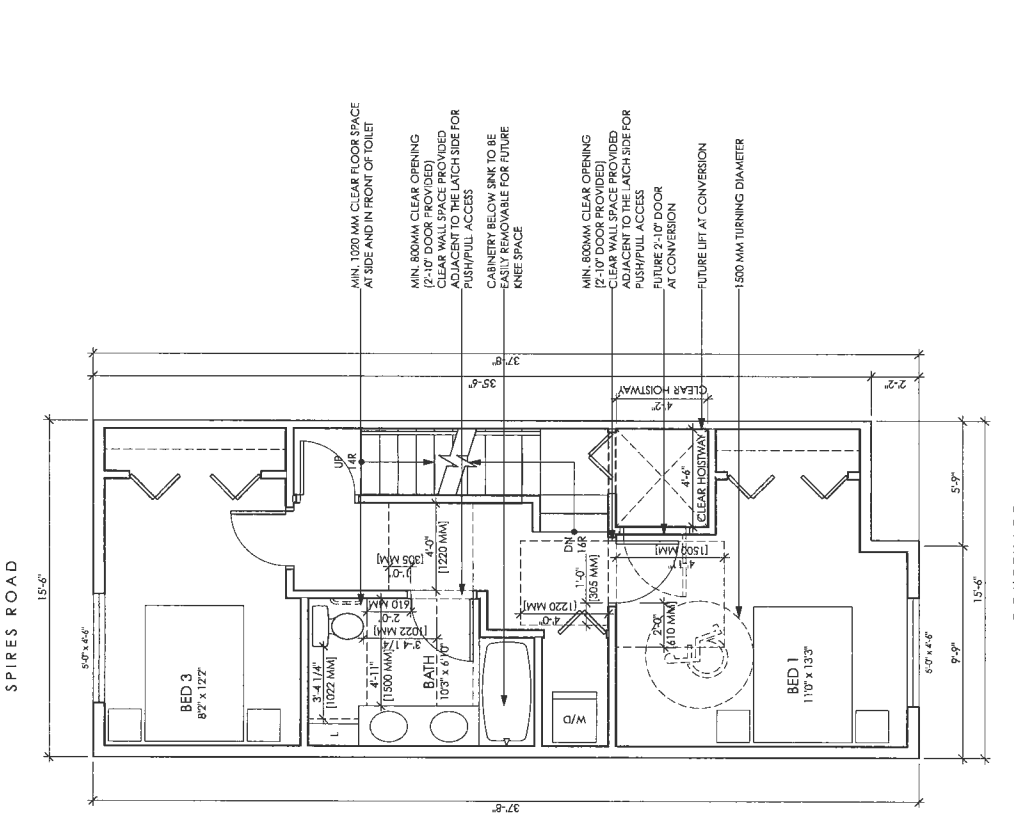 SPIRES ROAD
15'-6"
5'-0" x 4'-6"
37'-8"
35'-6"
2'-2"
5'-9"
9'-9"
15'-6"
5'-0" x 4'-6"
37'-8"
MIN. 1020 MM CLEAR FLOOR SPACE
AT SIDE AND IN FRONT OF TOILET
MIN. 800MM CLEAR OPENING
(2'-10" DOOR PROVIDED)
CLEAR WALL SPACE PROVIDED
ADJACENT TO THE LATCH SIDE FOR
PUSH/PULL ACCESS
CABINETRY BELOW SINK TO BE
EASILY REMOVABLE FOR FUTURE
KNEE SPACE
MIN. 800MM CLEAR OPENING
(2'-10" DOOR PROVIDED)
CLEAR WALL SPACE PROVIDED
ADJACENT TO THE LATCH SIDE FOR
PUSH/PULL ACCESS
FUTURE 2'-10" DOOR
AT CONVERSION
FUTURE LIFT AT CONVERSION
1500 MM TURNING DIAMETER
BED 3
8'2" x 12'2"
UP
14R
DN
16R
4'-0"
[1220 MM]
1'-0"
[305 MM]
2'-0"
[610 MM]
3'-4 1/4"
[1022 MM]
3'-4 1/4"
[1022 MM]
4'-11"
[1500 MM]
BATH
10'3" x 6'10"
L
W/D
4'-0"
[1220 MM]
1'-0"
[305 MM]
4'-2"
CLEAR HOISTWAY
4'-6"
CLEAR HOISTWAY
4'-11"
[1500 MM]
2'-0"
[610 MM]
BED 1
11'0" x 13'3"